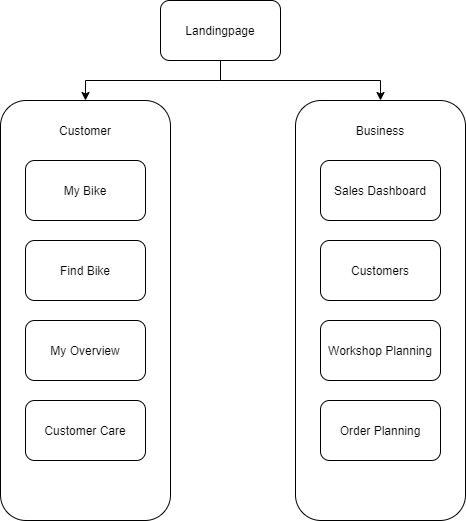 Landingpage
Customer
My Bike
Find Bike
My Overview
Customer Care
Business
Sales Dashboard
Customers
Workshop Planning
Order Planning